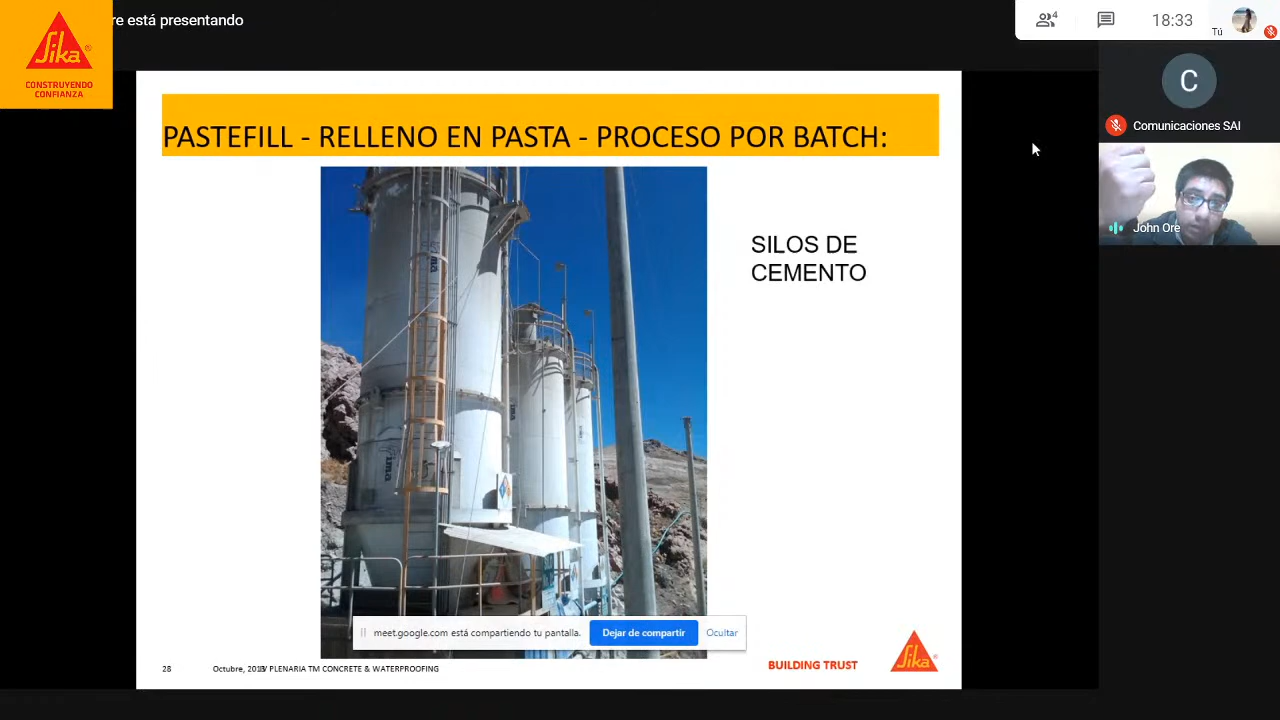 Sika
CONSTRUYENDO
CONFIANZA
re está presentando
4
18:33
Tú
C
Comunicaciones SAI
John Ore
PASTEFILL - RELLENO EN PASTA - PROCESO POR BATCH:
SILOS DE
CEMENTO
meet.google.com está compartiendo tu pantalla.
Dejar de compartir
Ocultar
28
Octubre,
PLENARIA TM CONCRETE & WATERPROOFING
BUILDING TRUST
Sika